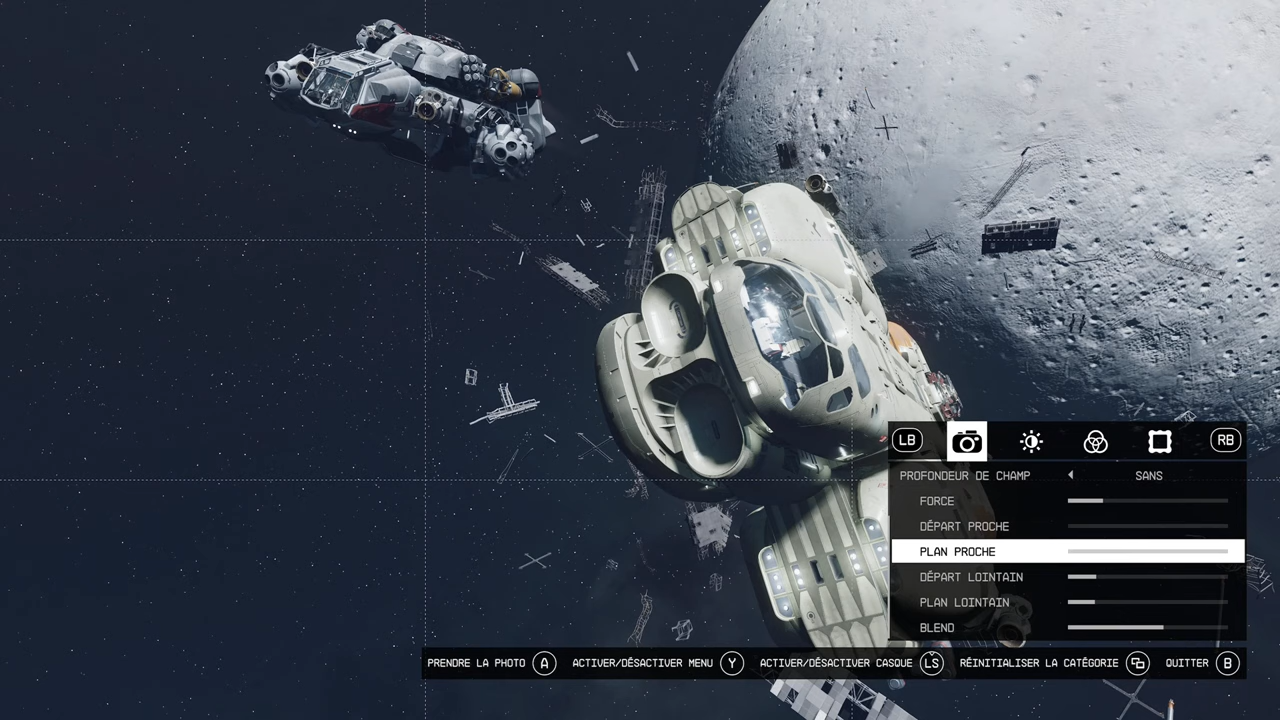 LB RB
PROFONDEUR DE CHAMP SANS
FORCE
DÉPART PROCHE
PLAN PROCHE
DÉPART LOINTAIN
PLAN LOINTAIN
BLEND
PRENDRE LA PHOTO A ACTIVER/DÉSACTIVER MENU Y ACTIVER/DÉSACTIVER CASQUE LS RÉINITIALISER LA CATÉGORIE QUITTER B